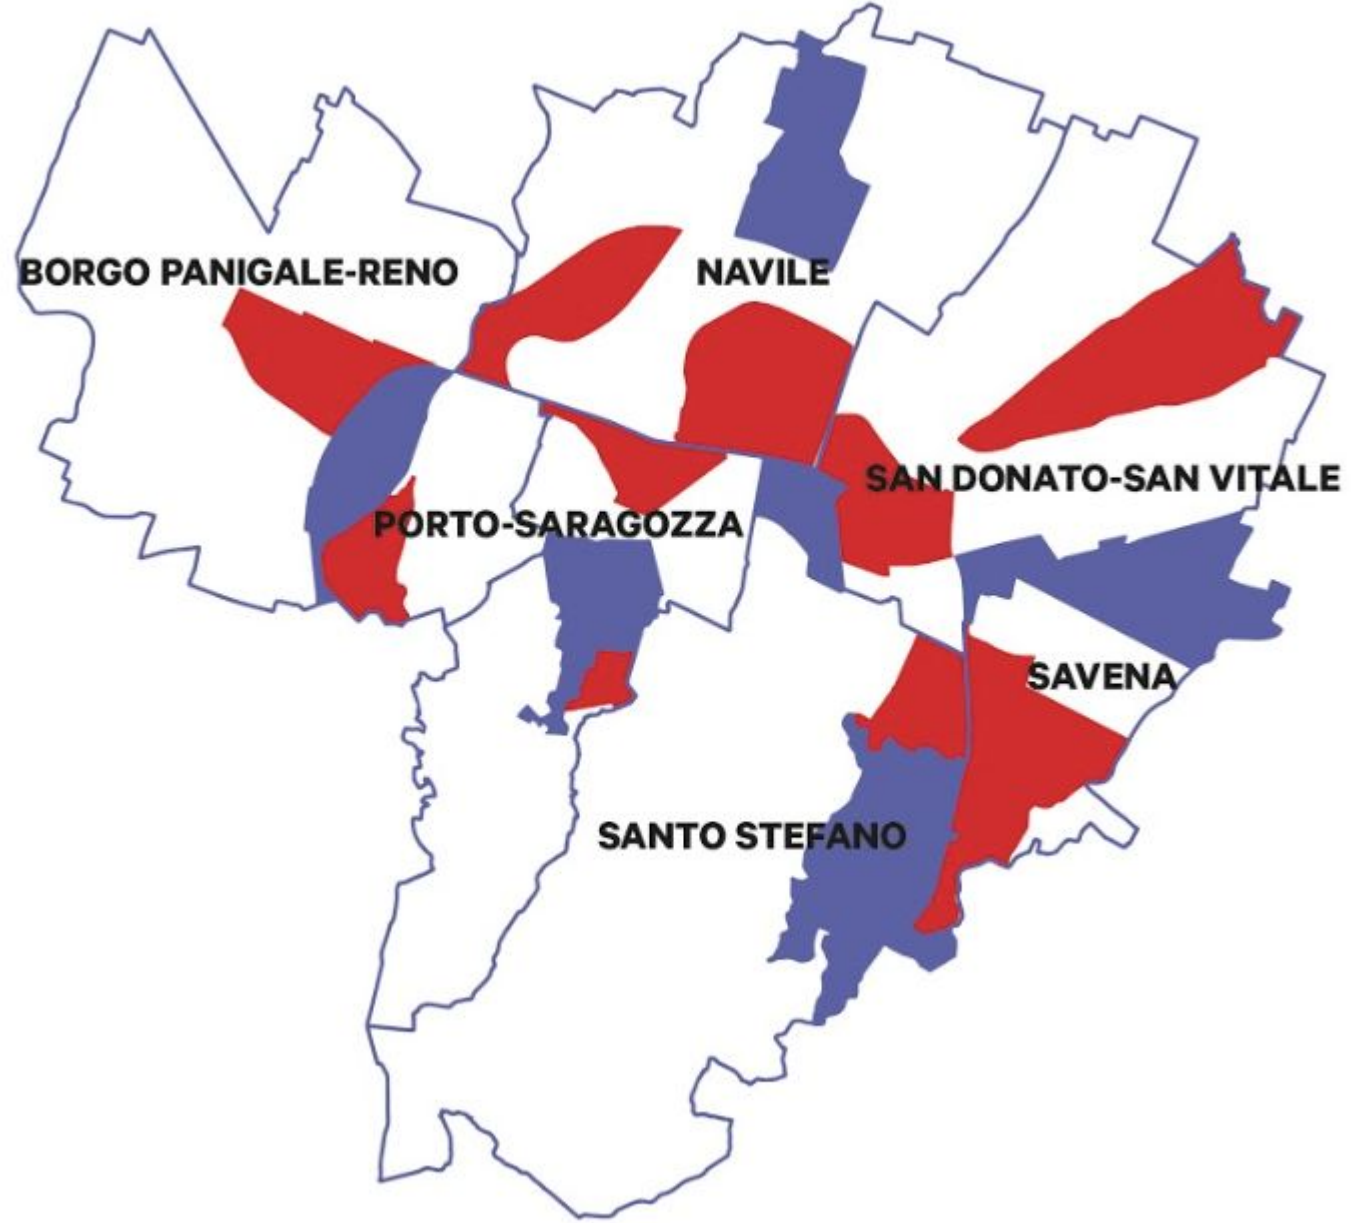 BORGO PANIGALE-RENO
NAVILE
SAN DONATO-SAN VITALE
PORTO-SARAGOZZA
SAVENA
SANTO STEFANO